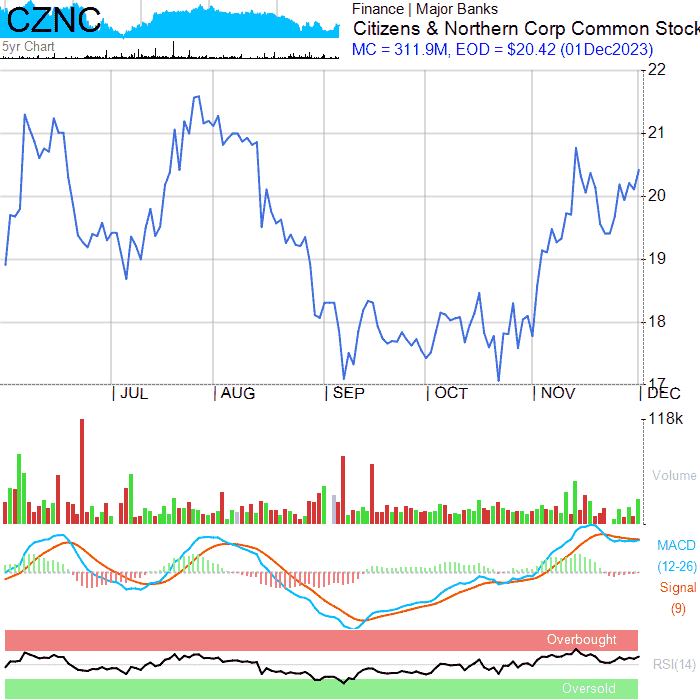 CZNC
5yr Chart
Finance | Major Banks
Citizens & Northern Corp Common Stock
MC = 311.9M, EOD = $20.42 (01Dec2023)
22
21
20
19
18
17
| JUL | AUG | SEP | OCT | NOV | DEC
118k
Volume
MACD
(12-26)
Signal
(9)
Overbought
RSI(14)
Oversold